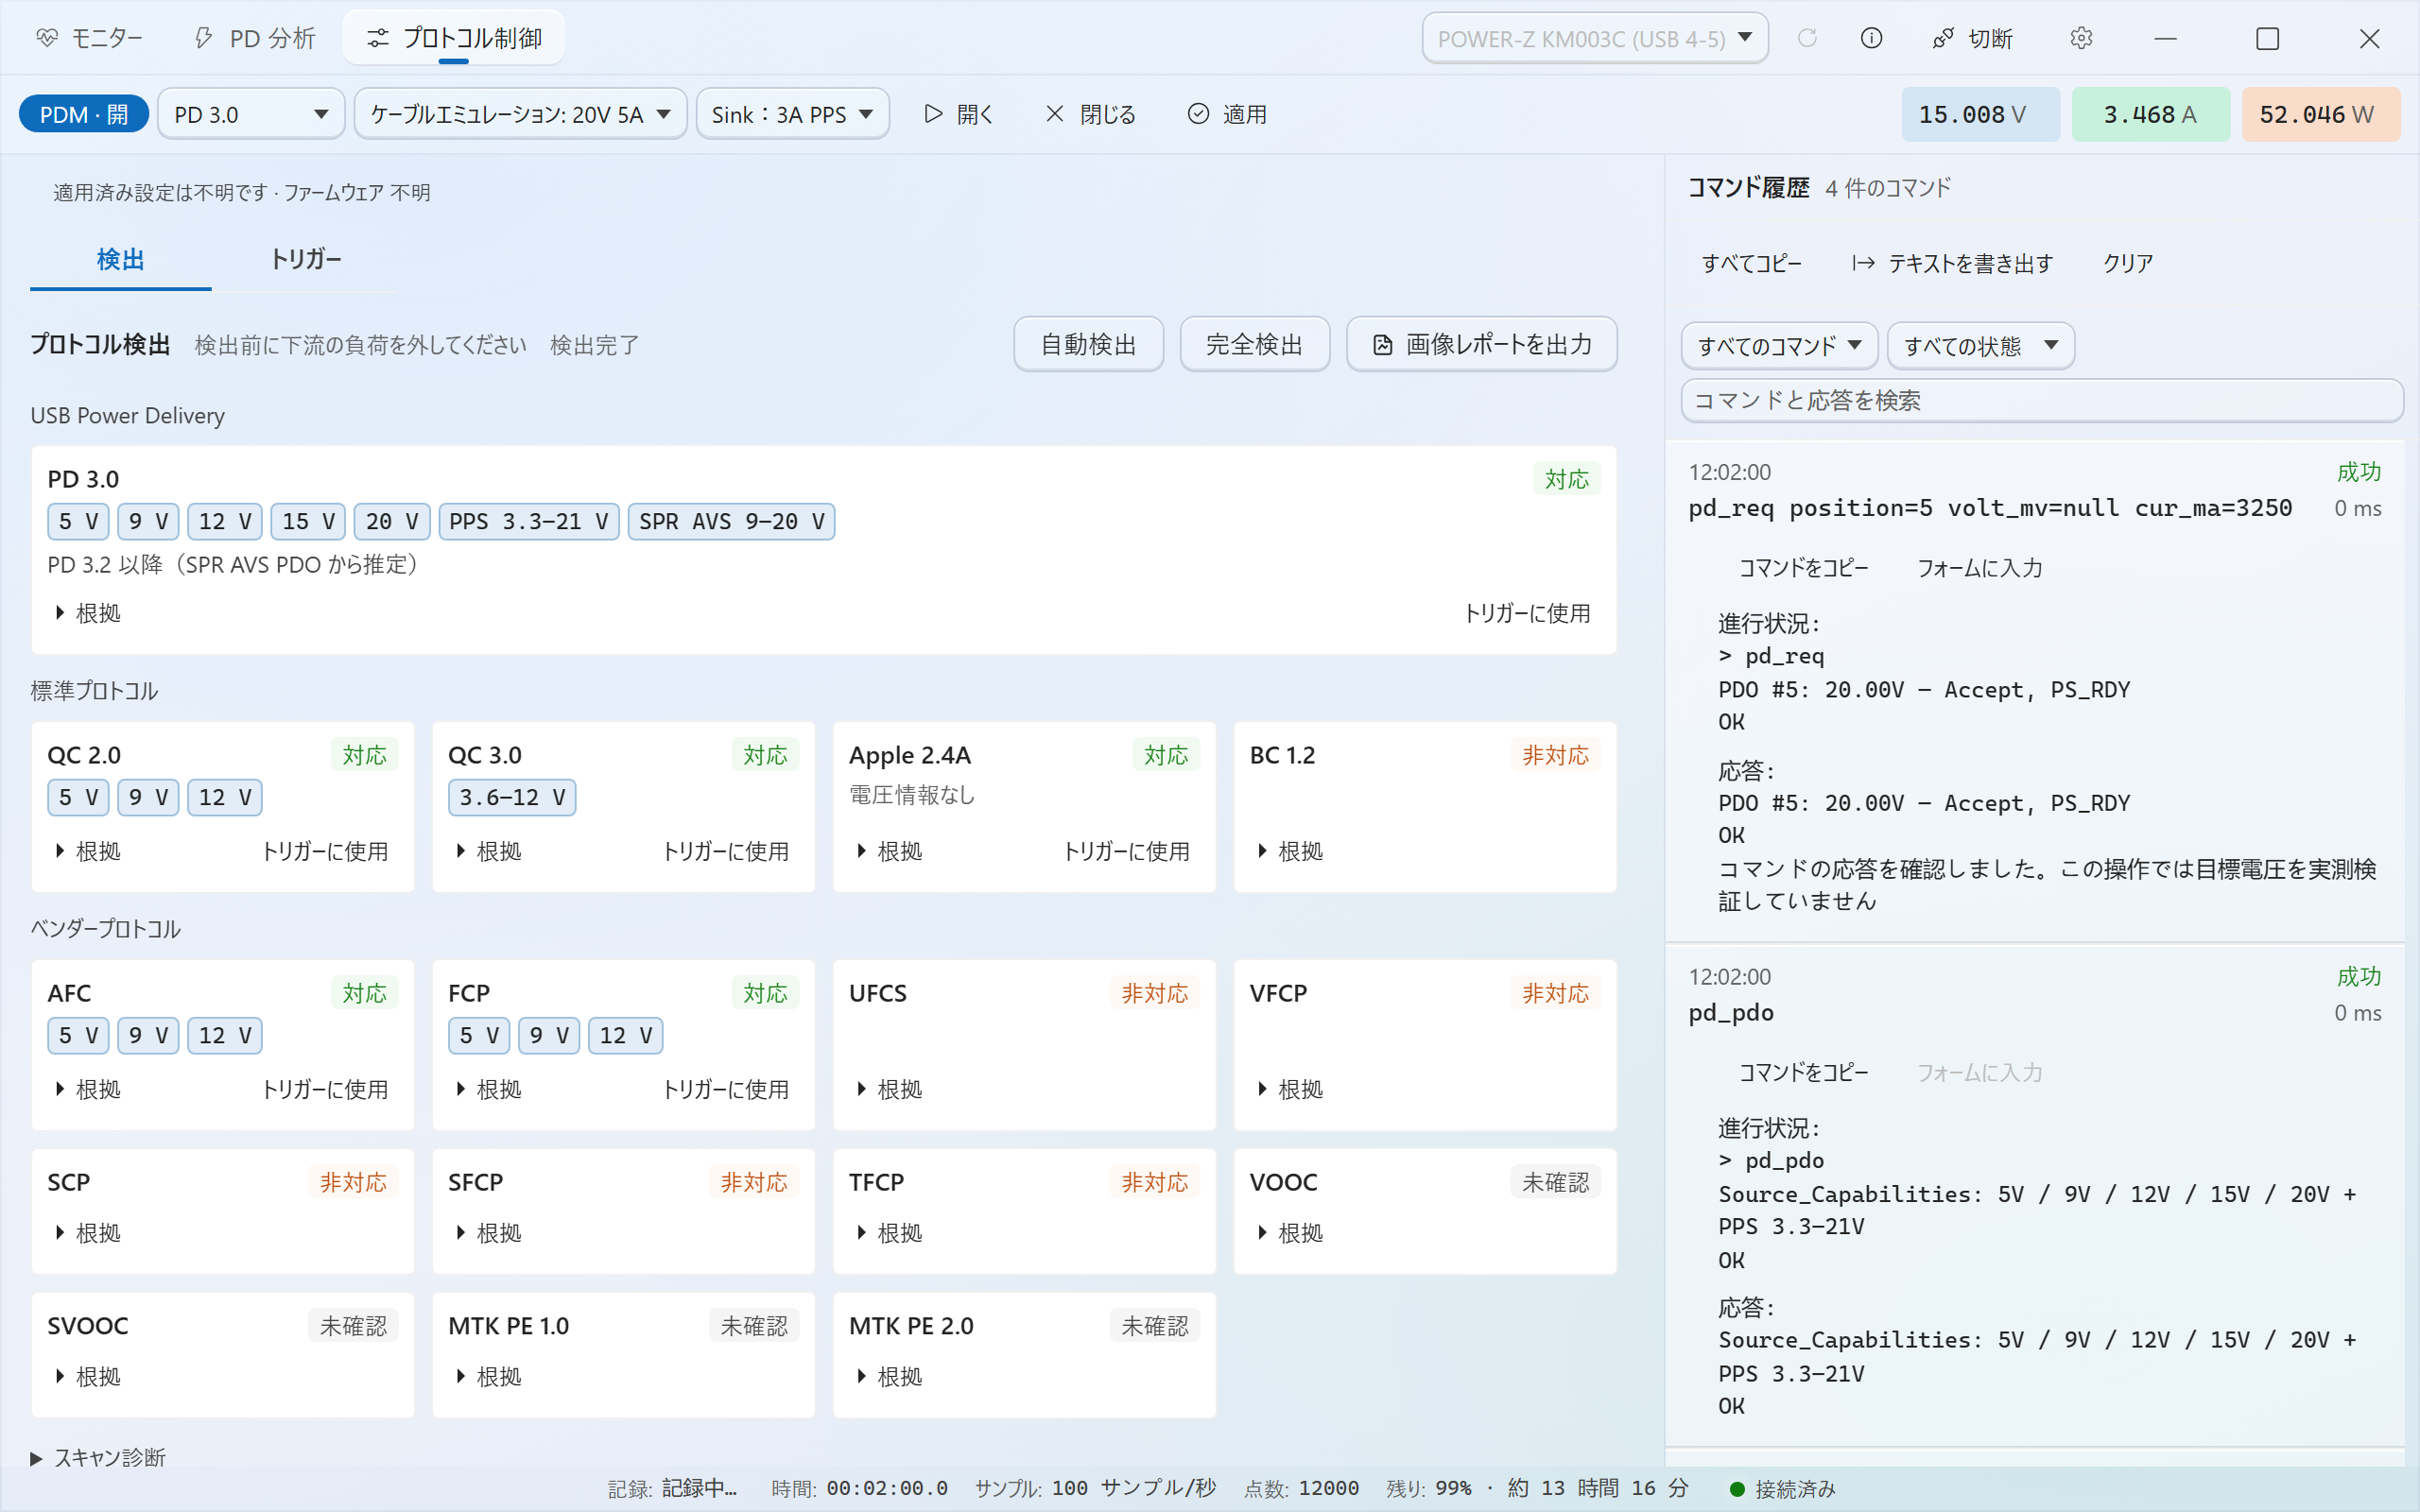 モニター
PD 分析
プロトコル制御
POWER-Z KM003C (USB 4-5)
切断
PDM · 開
PD 3.0
ケーブルエミュレーション: 20V 5A
Sink：3A PPS
開く
閉じる
適用
15.008 V
3.468 A
52.046 W
適用済み設定は不明です · ファームウェア 不明
検出
トリガー
プロトコル検出 検出前に下流の負荷を外してください 検出完了
自動検出
完全検出
画像レポートを出力
USB Power Delivery
PD 3.0
対応
5 V
9 V
12 V
15 V
20 V
PPS 3.3–21 V
SPR AVS 9–20 V
PD 3.2 以降（SPR AVS PDO から推定）
根拠
トリガーに使用
標準プロトコル
QC 2.0
対応
5 V
9 V
12 V
根拠
トリガーに使用
QC 3.0
対応
3.6–12 V
根拠
トリガーに使用
Apple 2.4A
対応
電圧情報なし
根拠
トリガーに使用
BC 1.2
非対応
根拠
ベンダープロトコル
AFC
対応
5 V
9 V
12 V
根拠
トリガーに使用
FCP
対応
5 V
9 V
12 V
根拠
トリガーに使用
UFCS
非対応
根拠
VFCP
非対応
根拠
SCP
非対応
根拠
SFCP
非対応
根拠
TFCP
非対応
根拠
VOOC
未確認
根拠
SVOOC
未確認
根拠
MTK PE 1.0
未確認
根拠
MTK PE 2.0
未確認
根拠
スキャン診断
コマンド履歴 4 件のコマンド
すべてコピー
テキストを書き出す
クリア
すべてのコマンド
すべての状態
コマンドと応答を検索
12:02:00
成功
pd_req position=5 volt_mv=null cur_ma=3250
0 ms
コマンドをコピー
フォームに入力
進行状況:
> pd_req
PDO #5: 20.00V — Accept, PS_RDY
OK
応答:
PDO #5: 20.00V — Accept, PS_RDY
OK
コマンドの応答を確認しました。この操作では目標電圧を実測検
証していません
12:02:00
成功
pd_pdo
0 ms
コマンドをコピー
フォームに入力
進行状況:
> pd_pdo
Source_Capabilities: 5V / 9V / 12V / 15V / 20V +
PPS 3.3–21V
OK
応答:
Source_Capabilities: 5V / 9V / 12V / 15V / 20V +
PPS 3.3–21V
OK
記録: 記録中… 時間: 00:02:00.0 サンプル: 100 サンプル/秒 点数: 12000 残り: 99% · 約 13 時間 16 分 接続済み